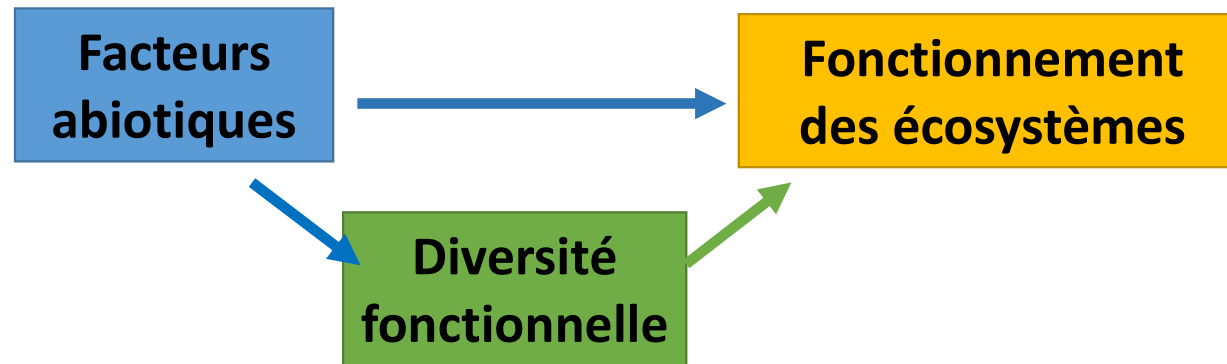 Facteurs
abiotiques
Fonctionnement
des écosystèmes
Diversité
fonctionnelle